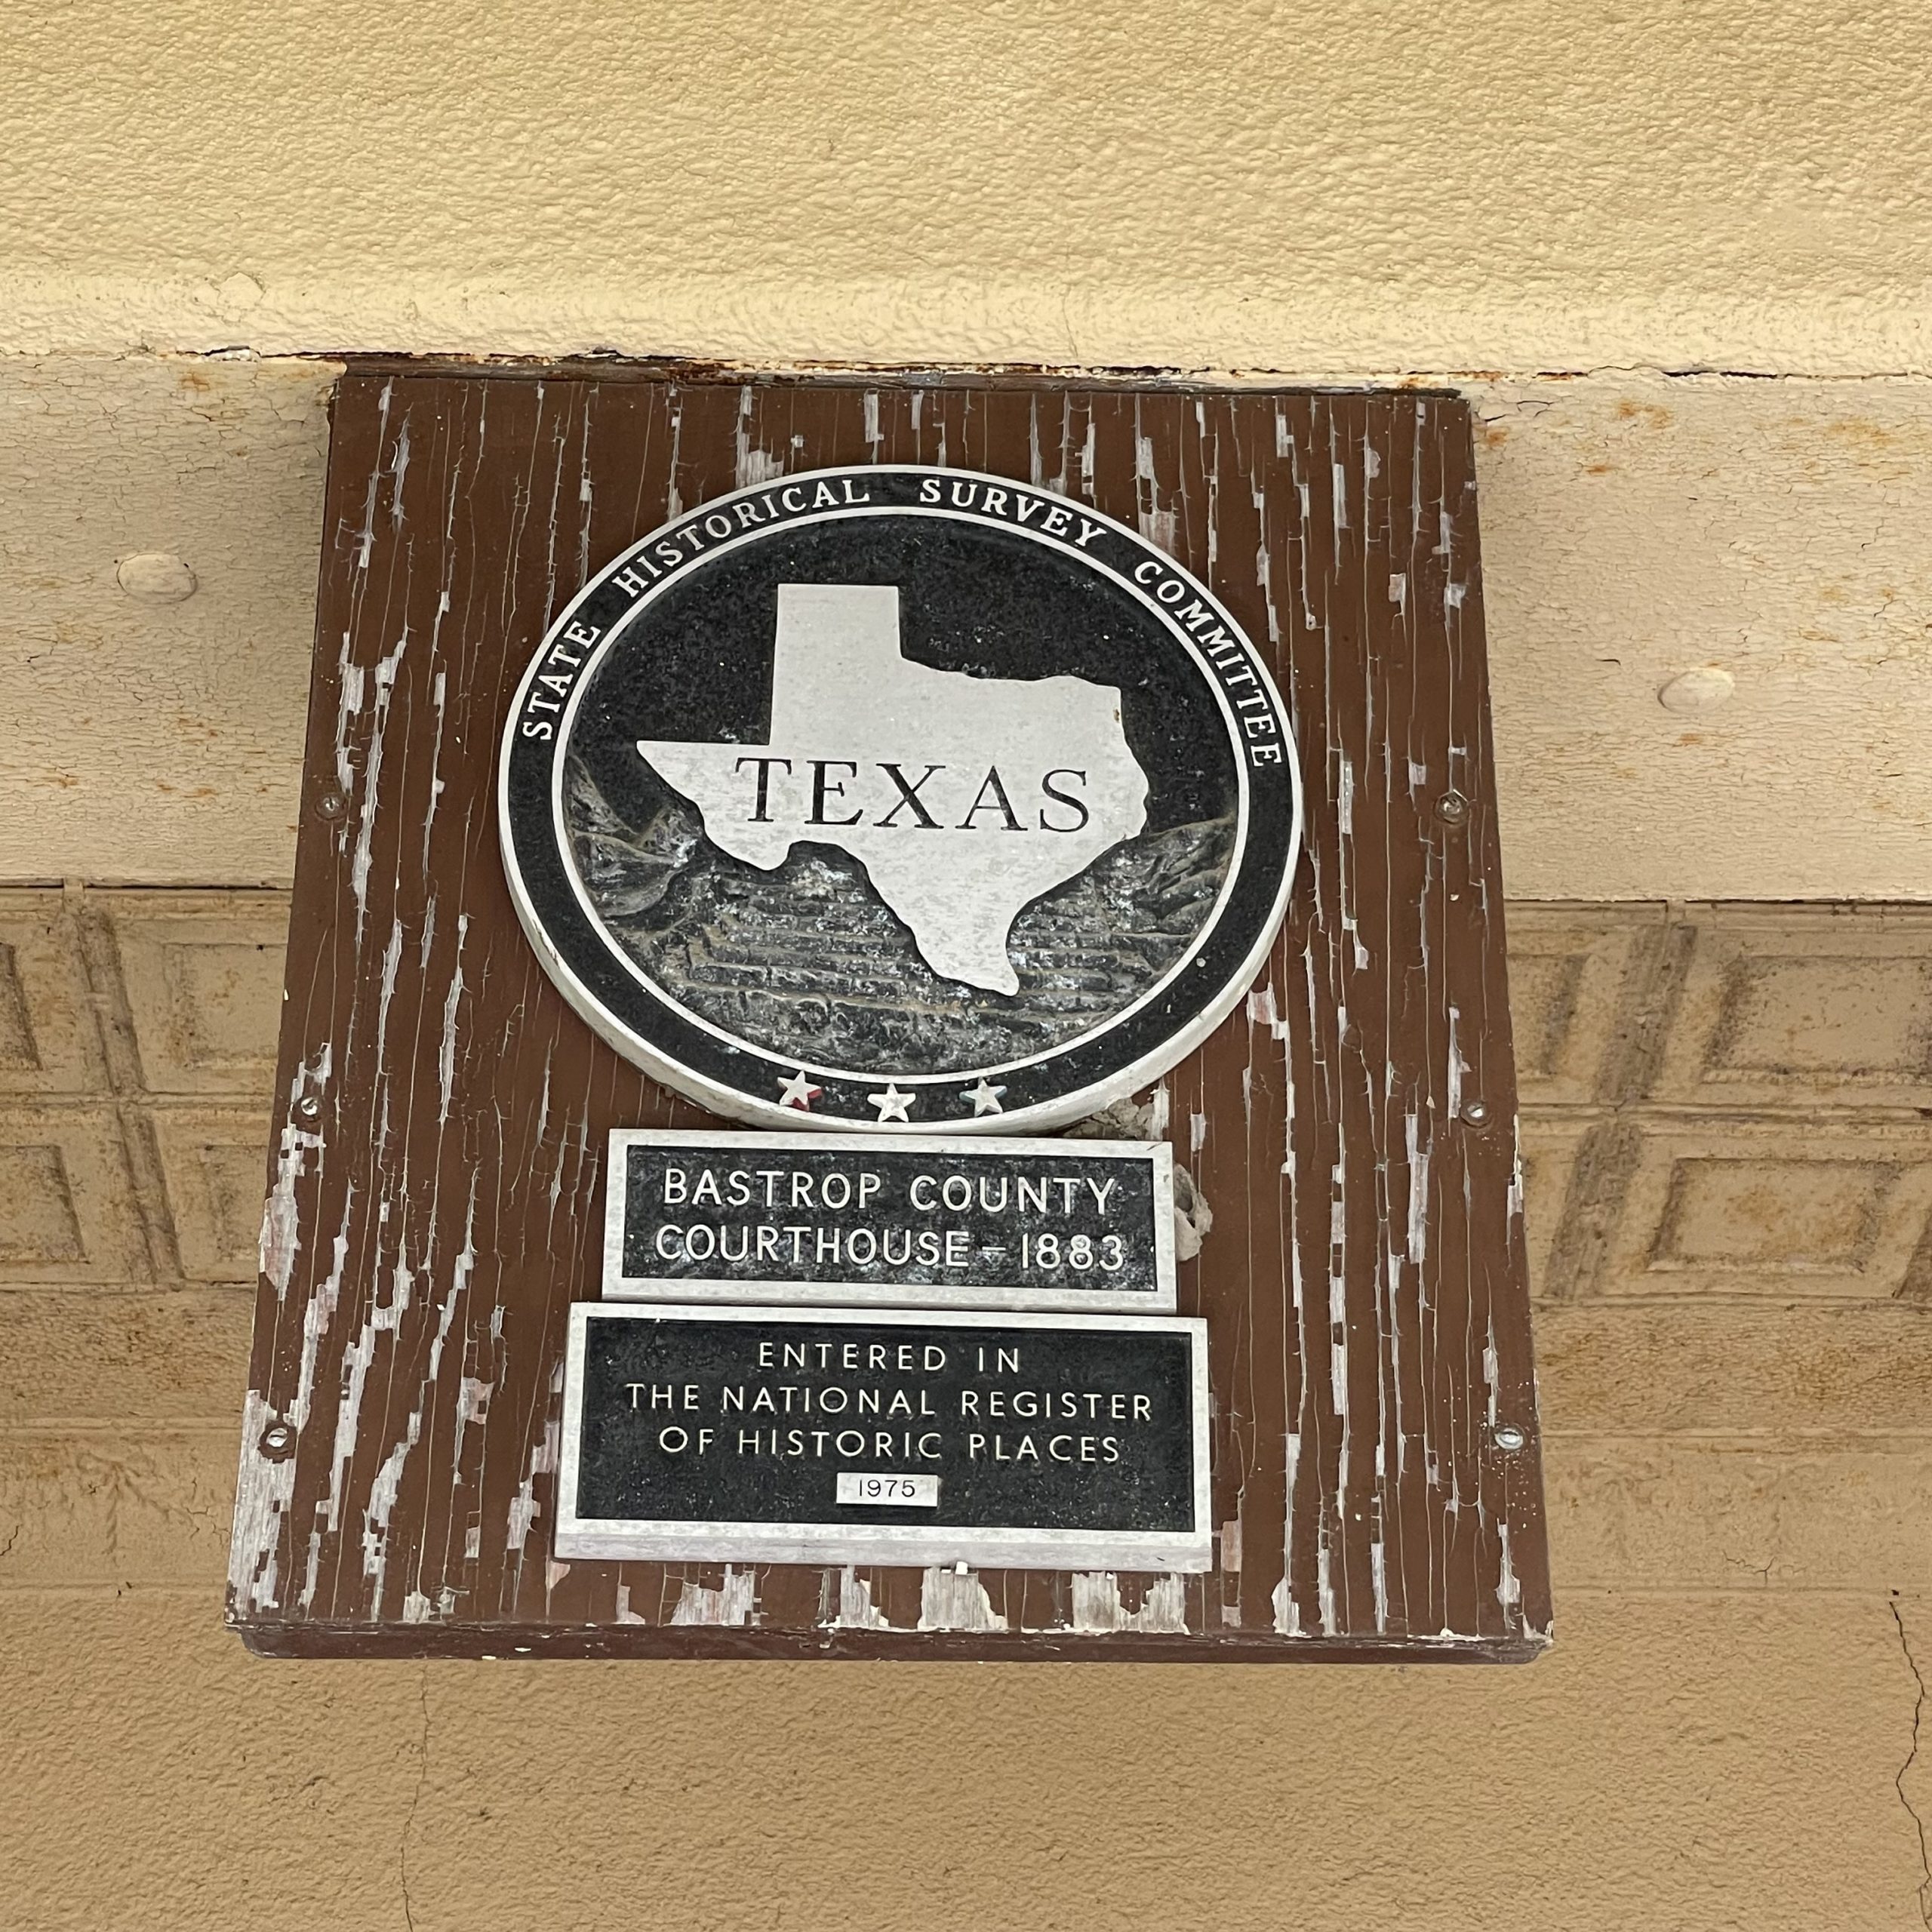 STATE HISTORICAL SURVEY COMMITTEE
TEXAS
BASTROP COUNTY
COURTHOUSE - 1883
ENTERED IN
THE NATIONAL REGISTER
OF HISTORIC PLACES
1975